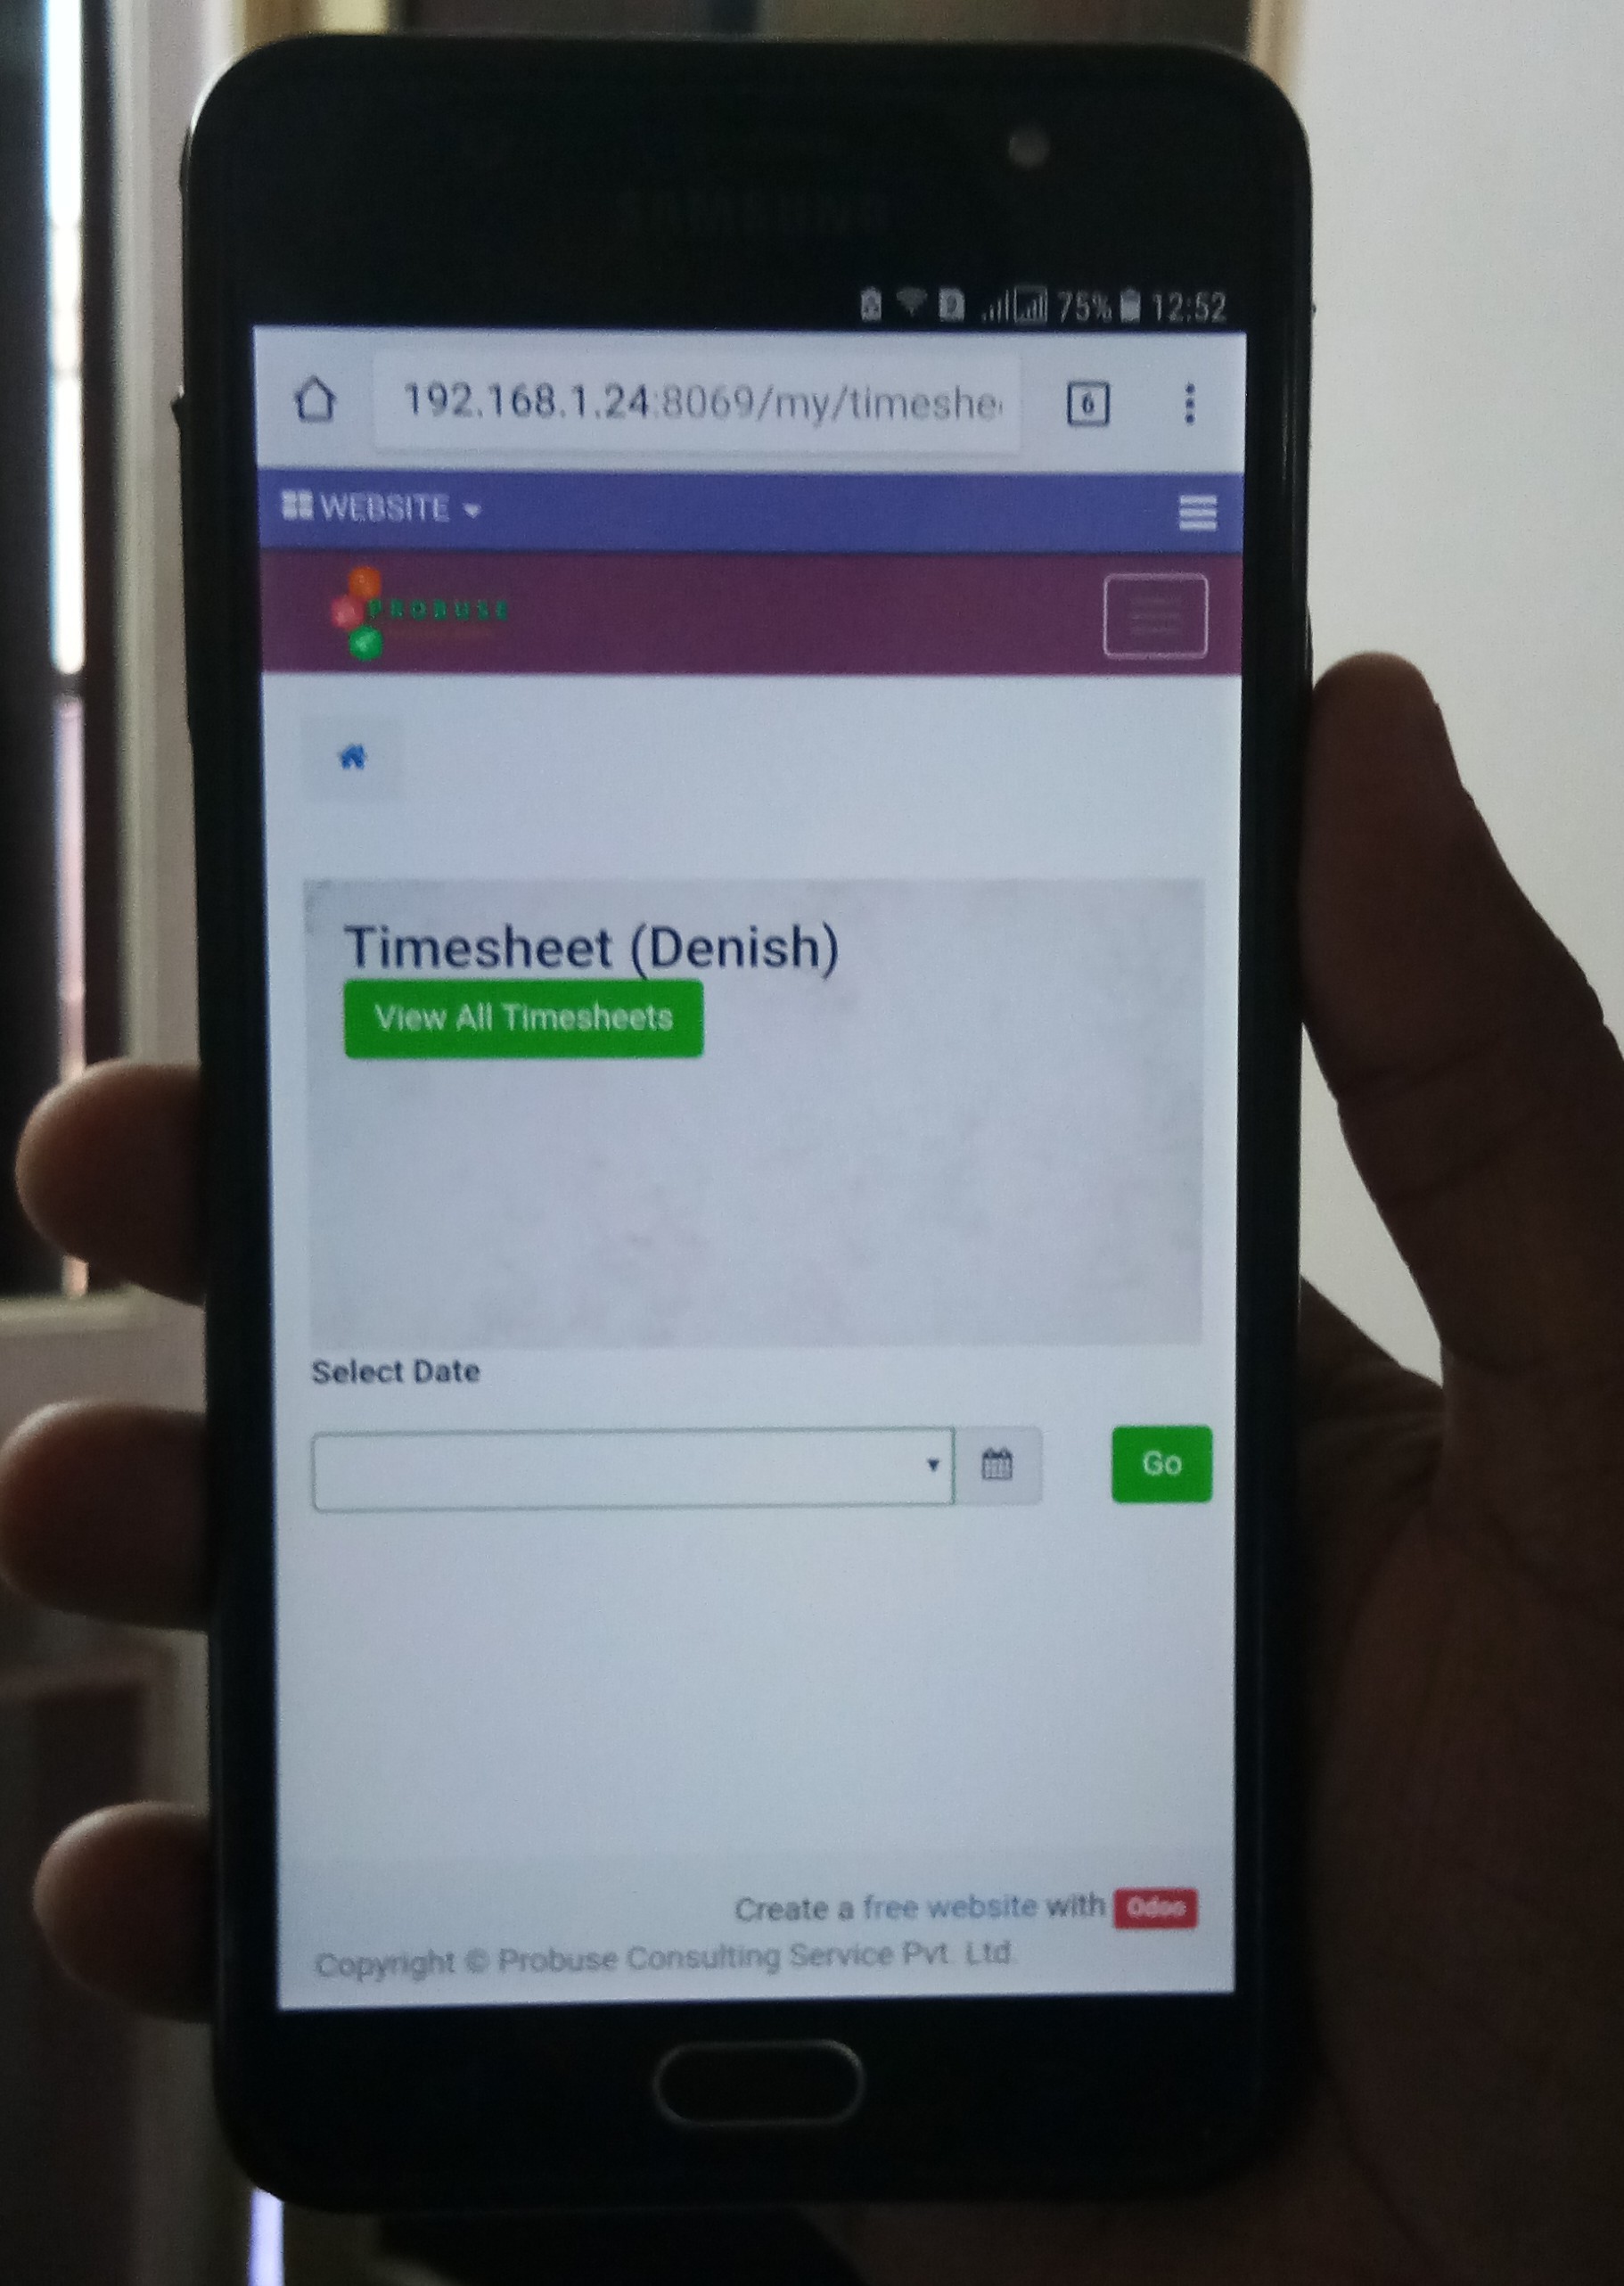 SAMSUNG
75% 12:52
192.168.1.24:8069/my/timeshe
6
WEBSITE
PROBUSE
Timesheet (Denish)
View All Timesheets
Select Date
Go
Create a free website with Odoo
Copyright © Probuse Consulting Service Pvt. Ltd.